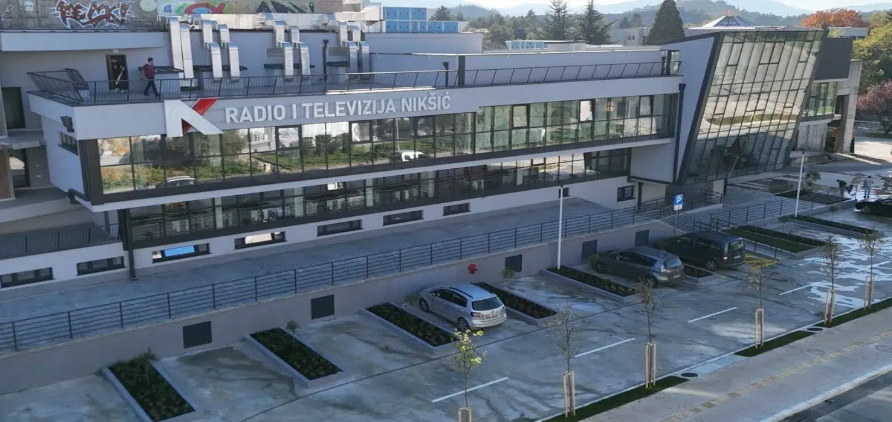 RADIO I TELEVIZIJA NIKŠIĆ
P